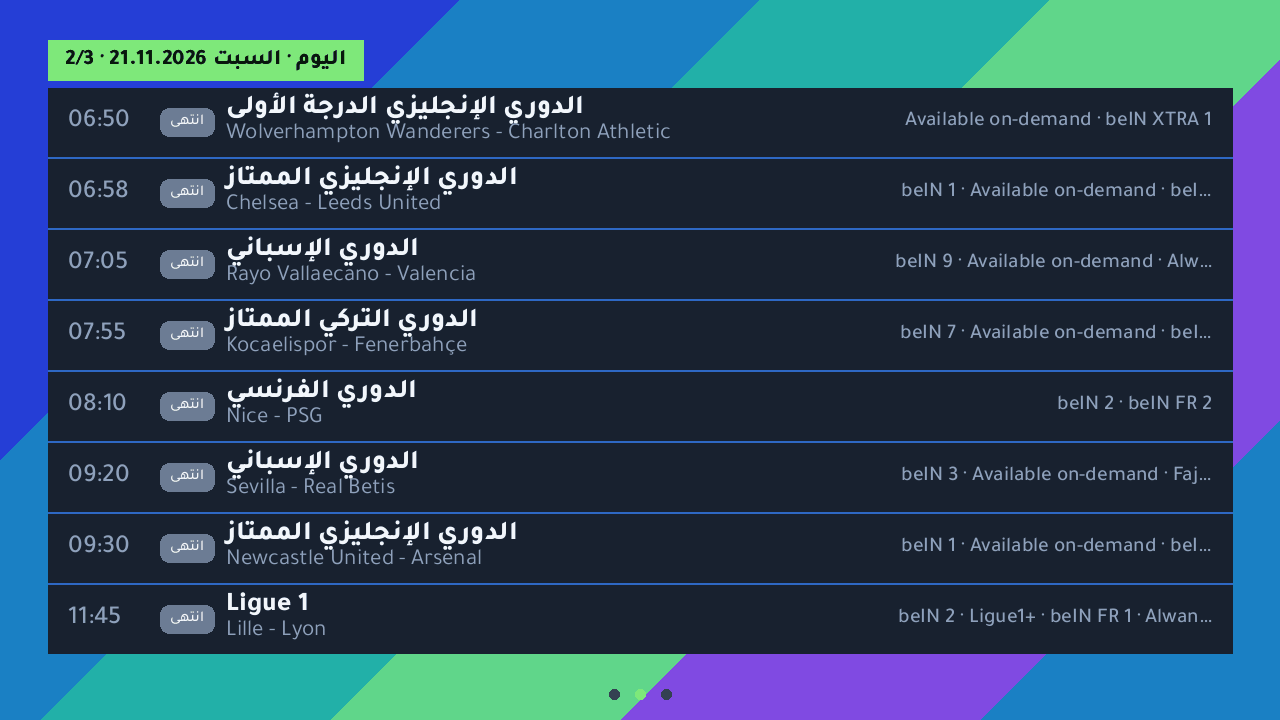 اليوم · السبت 21.11.2026 · 2/3
06:50 انتهى الدوري الإنجليزي الدرجة الأولى
Wolverhampton Wanderers - Charlton Athletic
Available on-demand · beIN XTRA 1
06:58 انتهى الدوري الإنجليزي الممتاز
Chelsea - Leeds United
beIN 1 · Available on-demand · beI…
07:05 انتهى الدوري الإسباني
Rayo Vallaecano - Valencia
beIN 9 · Available on-demand · Alw…
07:55 انتهى الدوري التركي الممتاز
Kocaelispor - Fenerbahçe
beIN 7 · Available on-demand · beI…
08:10 انتهى الدوري الفرنسي
Nice - PSG
beIN 2 · beIN FR 2
09:20 انتهى الدوري الإسباني
Sevilla - Real Betis
beIN 3 · Available on-demand · Faj…
09:30 انتهى الدوري الإنجليزي الممتاز
Newcastle United - Arsenal
beIN 1 · Available on-demand · beI…
11:45 انتهى Ligue 1
Lille - Lyon
beIN 2 · Ligue1+ · beIN FR 1 · Alwan…